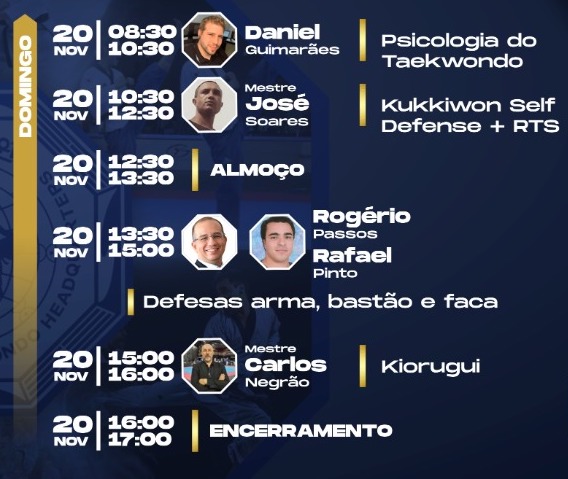 DOMINGO
20 NOV
08:30
10:30
Daniel
Guimarães
Psicologia do
Taekwondo
20 NOV
10:30
12:30
Mestre
José
Soares
Kukkiwon Self
Defense + RTS
20 NOV
12:30
13:30
ALMOÇO
20 NOV
13:30
15:00
Rogério
Passos
Rafael
Pinto
Defesas arma, bastão e faca
20 NOV
15:00
16:00
Mestre
Carlos
Negrão
Kiorugui
20 NOV
16:00
17:00
ENCERRAMENTO
HEADQUARTERS